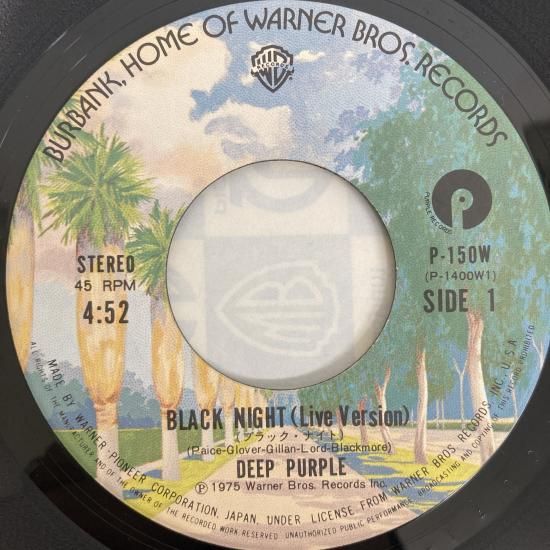 BURBANK, HOME OF WARNER BROS. RECORDS
RECORDS
PURPLE RECORDS
STEREO
45 RPM
4:52
P-150W
(P-1400W1)
SIDE 1
BLACK NIGHT (Live Version)
(ブラック・ナイト)
(Paice-Glover-Gillan-Lord-Blackmore)
DEEP PURPLE
Ⓟ 1975 Warner Bros. Records Inc.
MADE BY WARNER-PIONEER CORPORATION, JAPAN, UNDER LICENSE FROM WARNER BROS. RECORDS, INC. U.S.A
ALL RIGHTS OF THE MANUFACTURER AND OF THE OWNER OF THE RECORDED WORK RESERVED. UNAUTHORIZED PUBLIC PERFORMANCE, BROADCASTING AND COPYING OF THIS RECORD PROHIBITED.